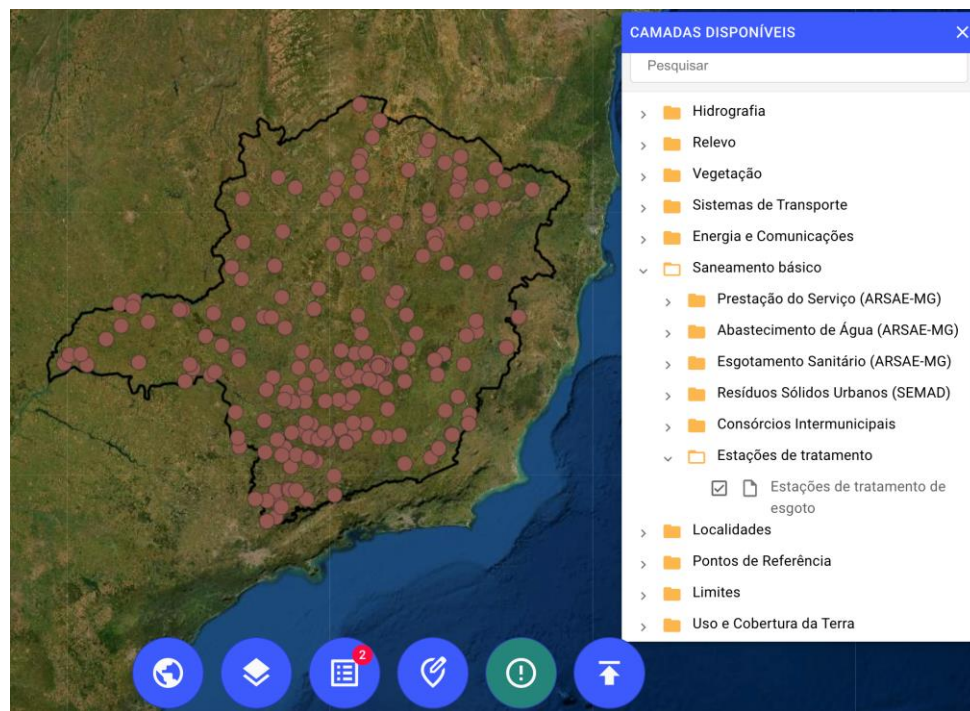 CAMADAS DISPONÍVEIS
Pesquisar
Hidrografia
Relevo
Vegetação
Sistemas de Transporte
Energia e Comunicações
Saneamento básico
Prestação do Serviço (ARSAE-MG)
Abastecimento de Água (ARSAE-MG)
Esgotamento Sanitário (ARSAE-MG)
Resíduos Sólidos Urbanos (SEMAD)
Consórcios Intermunicipais
Estações de tratamento
Estações de tratamento de
esgoto
Localidades
Pontos de Referência
Limites
Uso e Cobertura da Terra
2